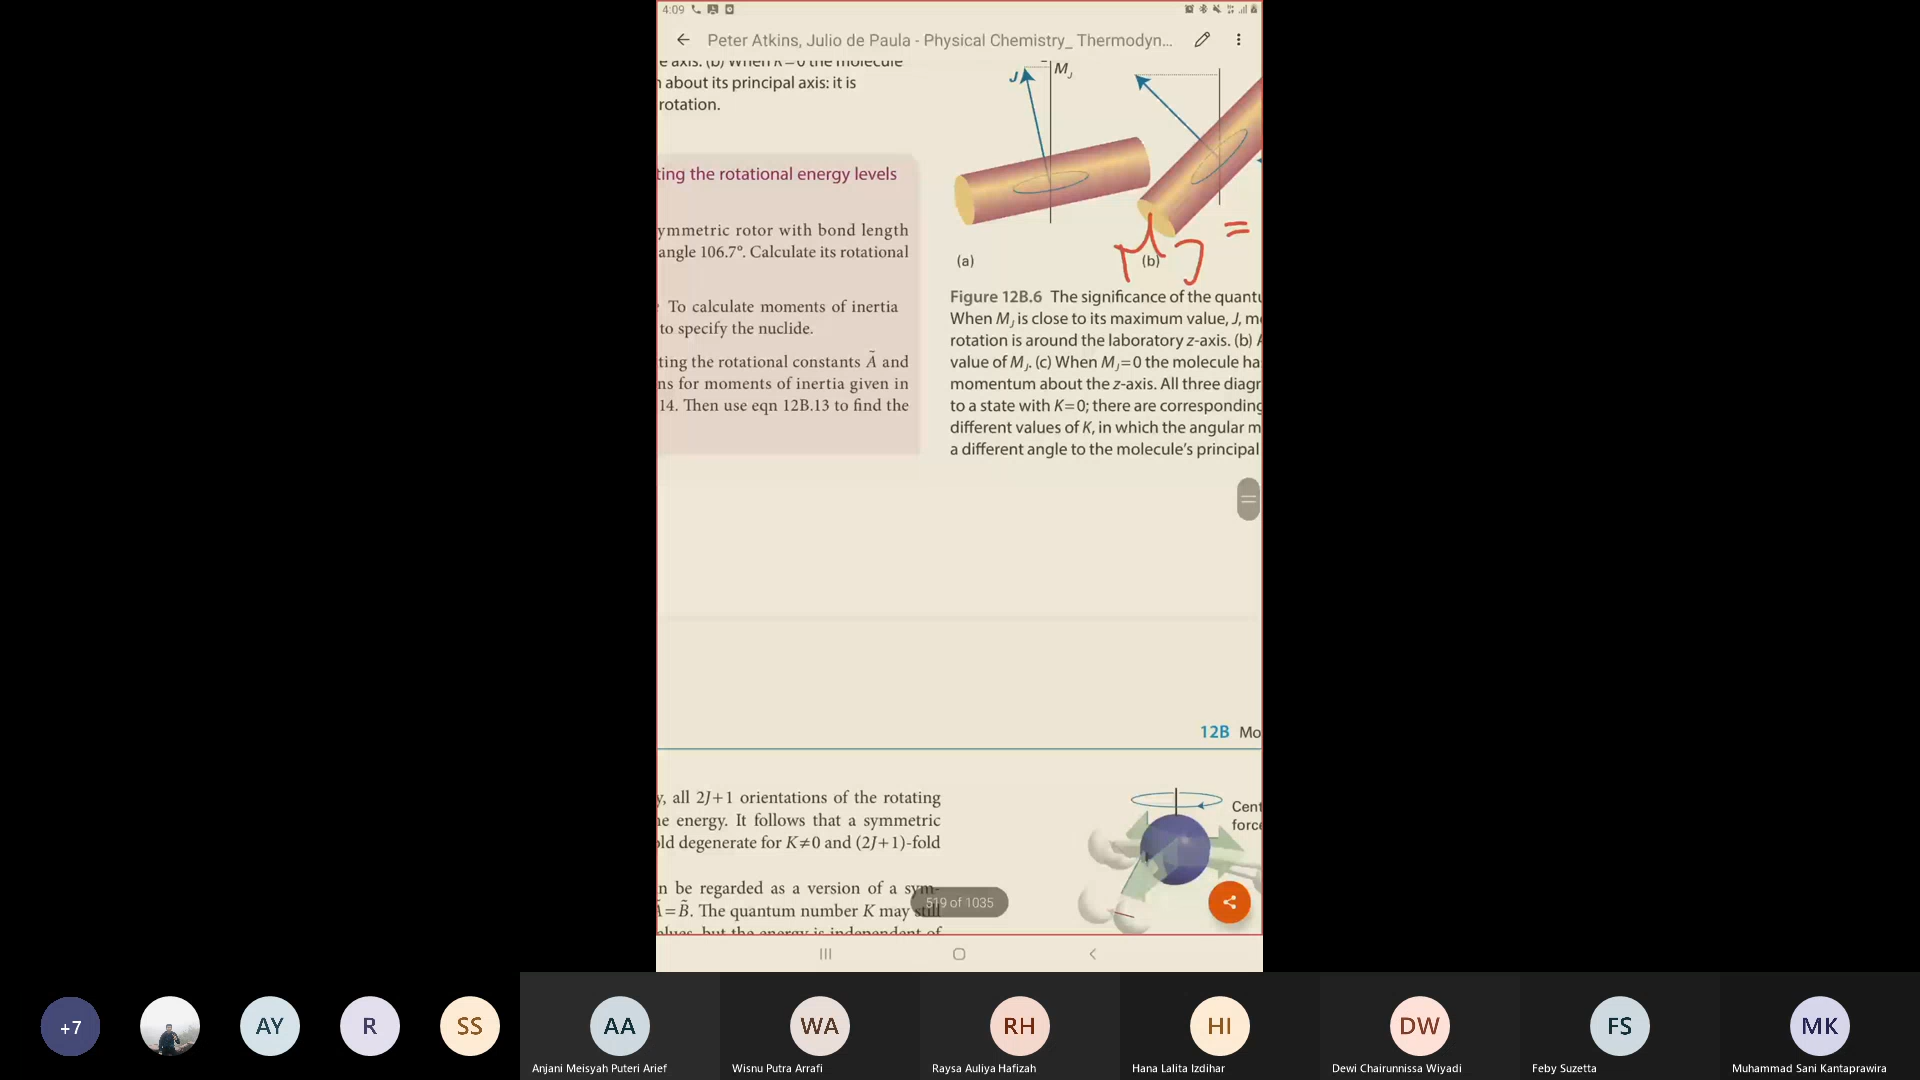 4:09
Peter Atkins, Julio de Paula - Physical Chemistry_ Thermodyn...
e axis. (b) When K=0 the molecule
n about its principal axis: it is
rotation.
ting the rotational energy levels
ymmetric rotor with bond length
angle 106.7°. Calculate its rotational
To calculate moments of inertia
to specify the nuclide.
ting the rotational constants Ã and
ns for moments of inertia given in
14. Then use eqn 12B.13 to find the
J
M_J
(a)
(b)
M J =
Figure 12B.6 The significance of the quantu
When M_J is close to its maximum value, J, m
rotation is around the laboratory z-axis. (b)
value of M_J. (c) When M_J=0 the molecule ha
momentum about the z-axis. All three diagr
to a state with K=0; there are corresponding
different values of K, in which the angular m
a different angle to the molecule's principal
12B Mo
y, all 2J+1 orientations of the rotating
e energy. It follows that a symmetric
ld degenerate for K≠0 and (2J+1)-fold
n be regarded as a version of a sym-
Ã=B̃. The quantum number K may still
alues, but the energy is independent of
Cent
force
519 of 1035
+7
AY
R
SS
AA
WA
RH
HI
DW
FS
MK
Anjani Meisyah Puteri Arief
Wisnu Putra Arrafi
Raysa Auliya Hafizah
Hana Lalita Izdihar
Dewi Chairunnissa Wiyadi
Feby Suzetta
Muhammad Sani Kantaprawira